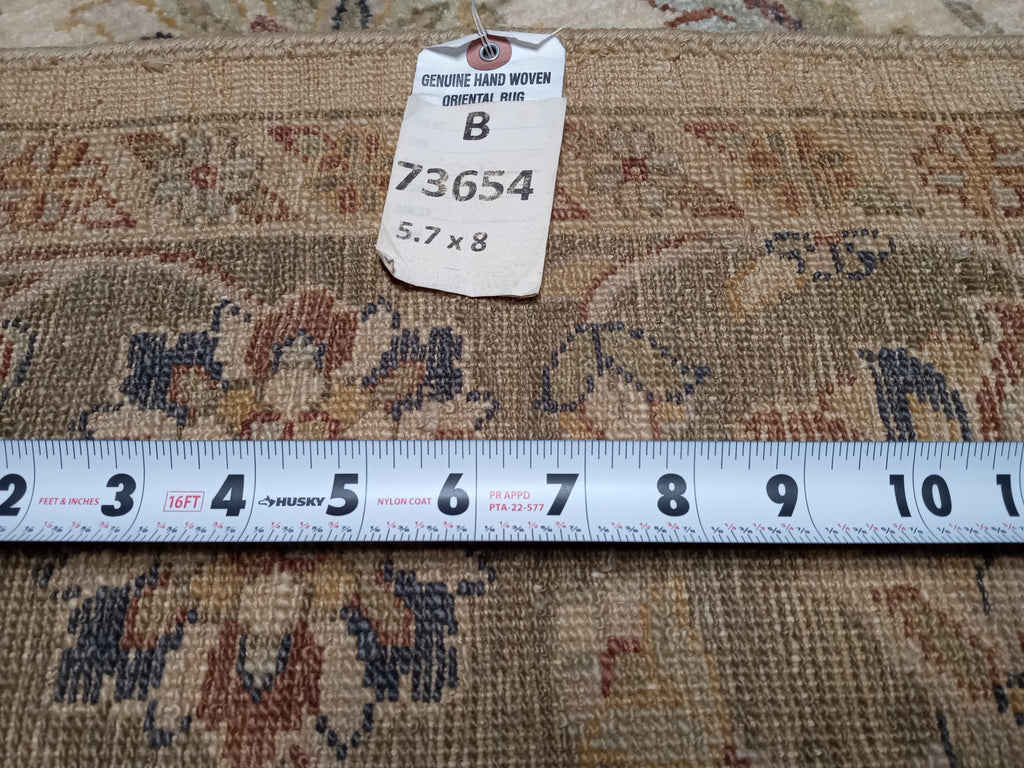 GENUINE HAND WOVEN
ORIENTAL RUG
B
73654
5.7 x 8
2 FEET & INCHES 3 16FT 4 HUSKY 5 NYLON COAT 6 PR APPD 7 8 9 10
PTA-22-577